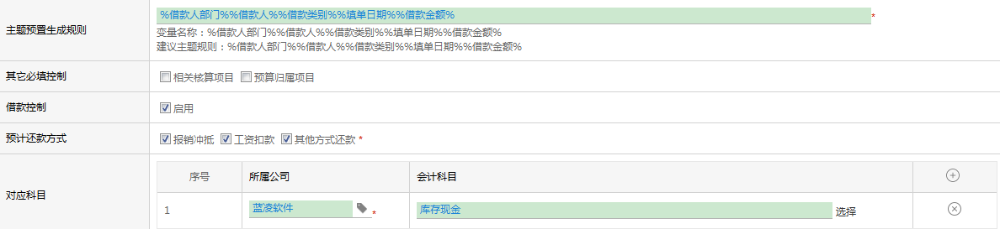 主题预置生成规则
%借款人部门%%借款人%%借款类别%%填单日期%%借款金额% *
变量名称：%借款人部门%%借款人%%借款类别%%填单日期%%借款金额%
建议主题规则：%借款人部门%%借款人%%借款类别%%填单日期%%借款金额%
其它必填控制 相关核算项目 预算归属项目
借款控制 启用
预计还款方式 报销冲抵 工资扣款 其他方式还款 *
对应科目
序号 所属公司 会计科目
1 蓝凌软件 * 库存现金 选择